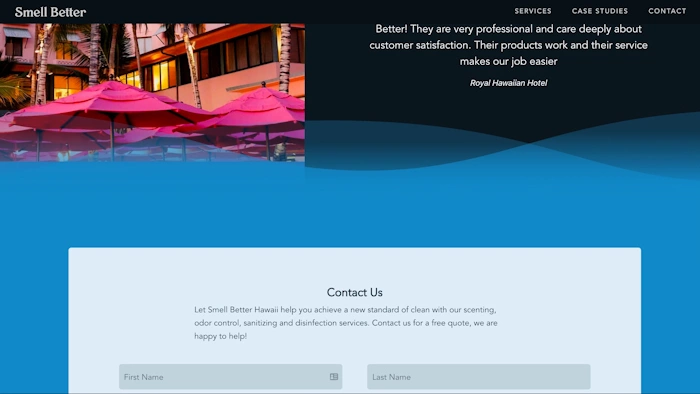 Smell Better
SERVICES CASE STUDIES CONTACT
Better! They are very professional and care deeply about
customer satisfaction. Their products work and their service
makes our job easier
Royal Hawaiian Hotel
Contact Us
Let Smell Better Hawaii help you achieve a new standard of clean with our scenting,
odor control, sanitizing and disinfection services. Contact us for a free quote, we are
happy to help!
First Name
Last Name